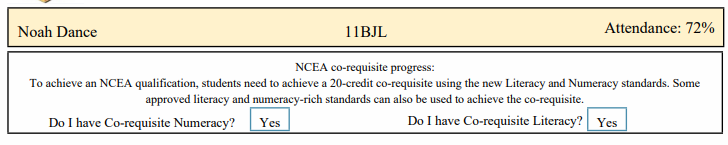 Noah Dance 11BJL Attendance: 72%
NCEA co-requisite progress:
To achieve an NCEA qualification, students need to achieve a 20-credit co-requisite using the new Literacy and Numeracy standards. Some
approved literacy and numeracy-rich standards can also be used to achieve the co-requisite.
Do I have Co-requisite Numeracy? Yes Do I have Co-requisite Literacy? Yes